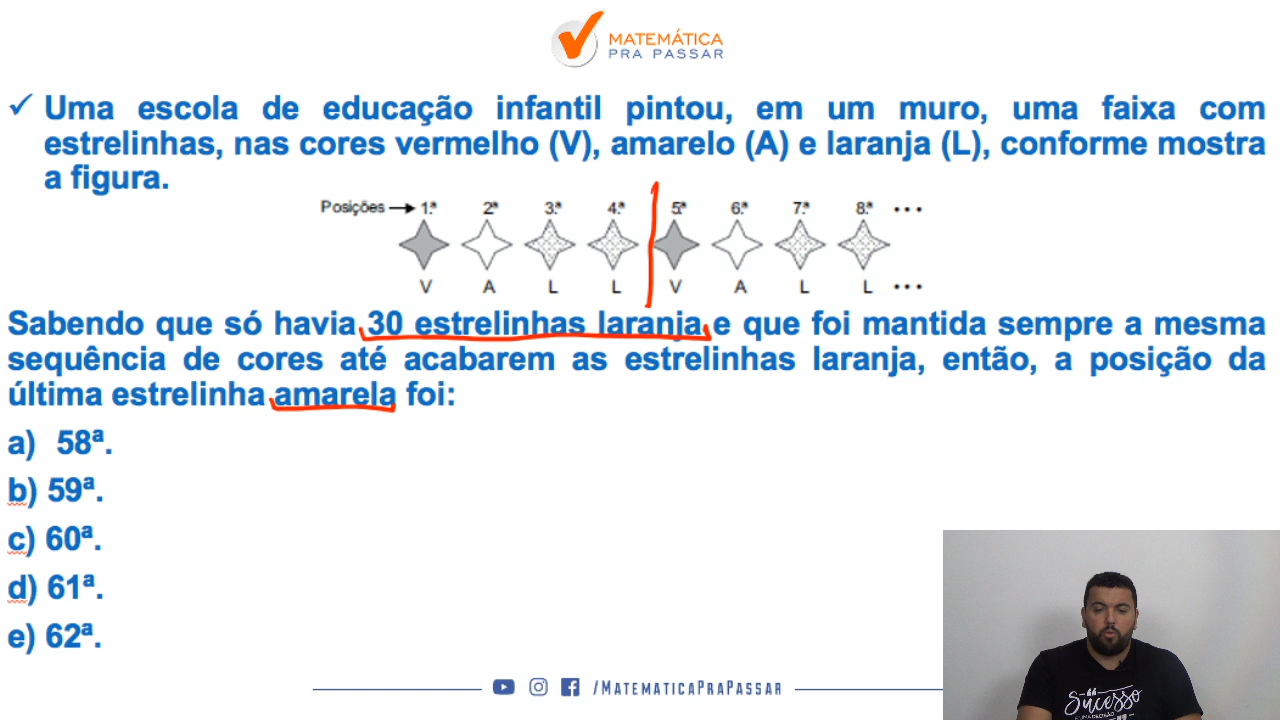 MATEMÁTICA
PRA PASSAR
✓ Uma escola de educação infantil pintou, em um muro, uma faixa com
estrelinhas, nas cores vermelho (V), amarelo (A) e laranja (L), conforme mostra
a figura.
Posições → 1.ª 2ª 3.ª 4.ª 5ª 6.ª 7.ª 8.ª • • •
V A L L V A L L • • •
Sabendo que só havia 30 estrelinhas laranja e que foi mantida sempre a mesma
sequência de cores até acabarem as estrelinhas laranja, então, a posição da
última estrelinha amarela foi:
a) 58ª.
b) 59ª.
c) 60ª.
d) 61ª.
e) 62ª.
/MATEMATICAPRAPASSAR
Sucesso